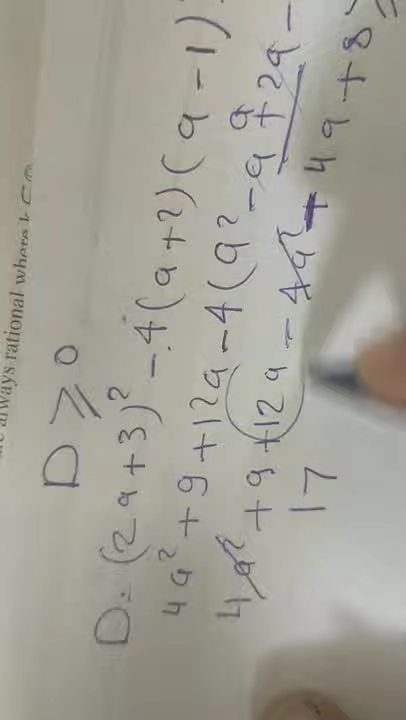 are always rational where k ∈ Q
D ⩾ 0
D: (2a+3)² - 4(a+2)(a-1)
4a² + 9 + 12a - 4(a² - a + 2a -
4a² + 9 + 12a - 4a² + 4a + 8 ⩾
17